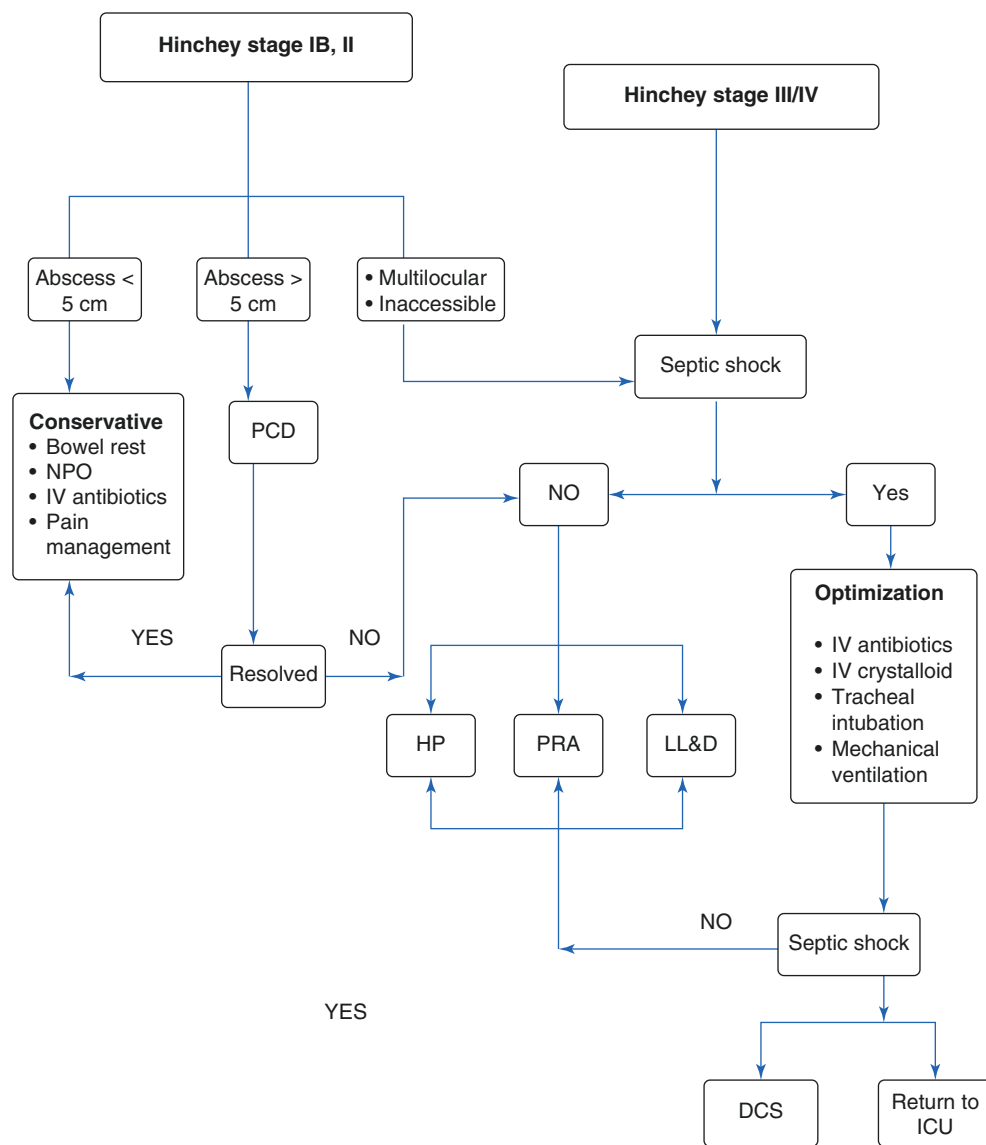 Hinchey stage IB, II
Hinchey stage III/IV
Abscess <
5 cm
Abscess >
5 cm
• Multilocular
• Inaccessible
Septic shock
Conservative
• Bowel rest
• NPO
• IV antibiotics
• Pain
management
PCD
NO
Yes
Optimization
• IV antibiotics
• IV crystalloid
• Tracheal
intubation
• Mechanical
ventilation
YES
NO
Resolved
HP
PRA
LL&D
NO
Septic shock
YES
DCS
Return to
ICU